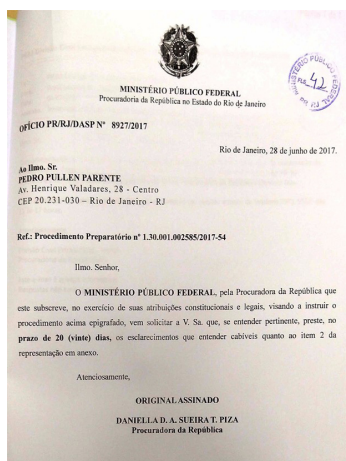 MINISTÉRIO PÚBLICO FEDERAL
Procuradoria da República no Estado do Rio de Janeiro
MINISTÉRIO PÚBLICO FEDERAL
FLS 42
PR RJ
OFÍCIO PR/RJ/DASP Nº 8927/2017
Rio de Janeiro, 28 de junho de 2017.
Ao Ilmo. Sr.
PEDRO PULLEN PARENTE
Av. Henrique Valadares, 28 - Centro
CEP 20.231-030 – Rio de Janeiro - RJ
Ref.: Procedimento Preparatório nº 1.30.001.002585/2017-54
Ilmo. Senhor,
O MINISTÉRIO PÚBLICO FEDERAL, pela Procuradora da República que
este subscreve, no exercício de suas atribuições constitucionais e legais, visando a instruir o
procedimento acima epigrafado, vem solicitar a V. Sa. que, se entender pertinente, preste, no
prazo de 20 (vinte) dias, os esclarecimentos que entender cabíveis quanto ao item 2 da
representação em anexo.
Atenciosamente,
ORIGINAL ASSINADO
DANIELLA D. A. SUEIRA T. PIZA
Procuradora da República